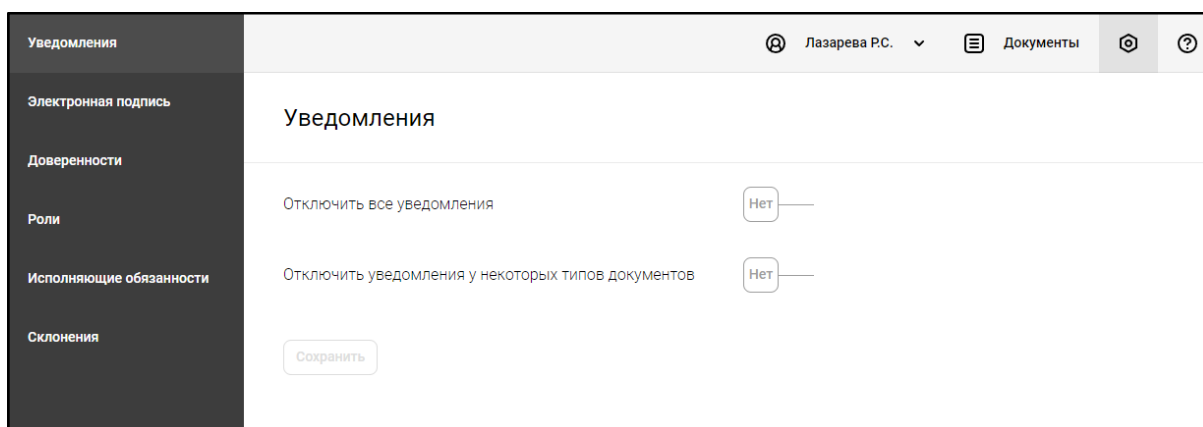 Уведомления
Лазарева Р.С.
Документы
Электронная подпись
Доверенности
Роли
Исполняющие обязанности
Склонения
Уведомления
Отключить все уведомления
Нет
Отключить уведомления у некоторых типов документов
Нет
Сохранить